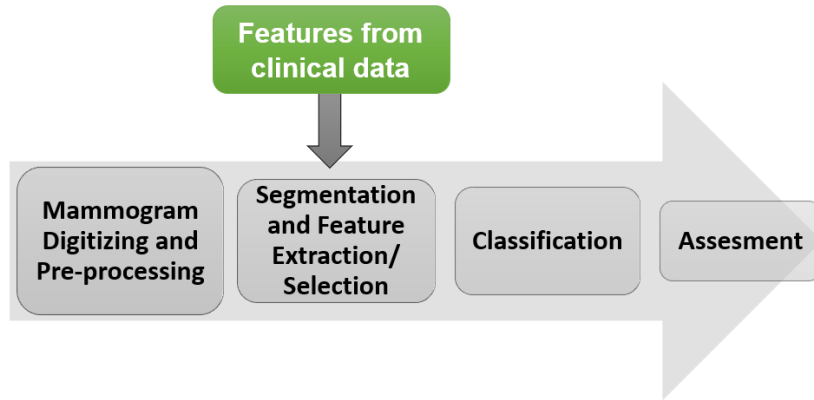 Features from
clinical data
Mammogram
Digitizing and
Pre-processing
Segmentation
and Feature
Extraction/
Selection
Classification
Assesment